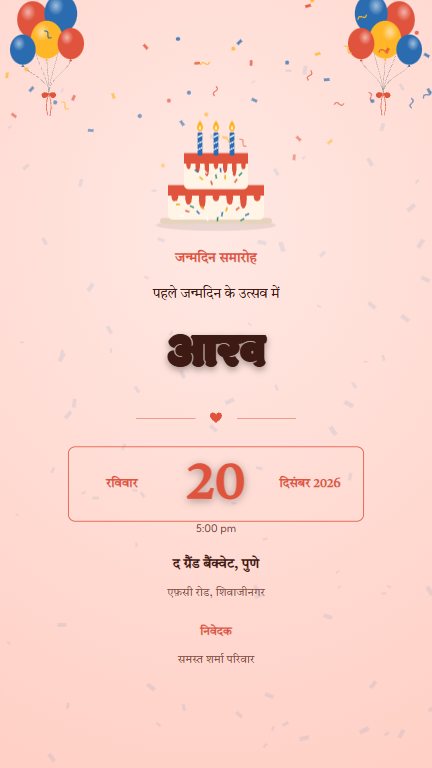 जन्मदिन समारोह
पहले जन्मदिन के उत्सव में
आरव
रविवार 20 दिसंबर 2026
5:00 pm
द ग्रैंड बैंक्वेट, पुणे
एफ़सी रोड, शिवाजीनगर
निवेदक
समस्त शर्मा परिवार